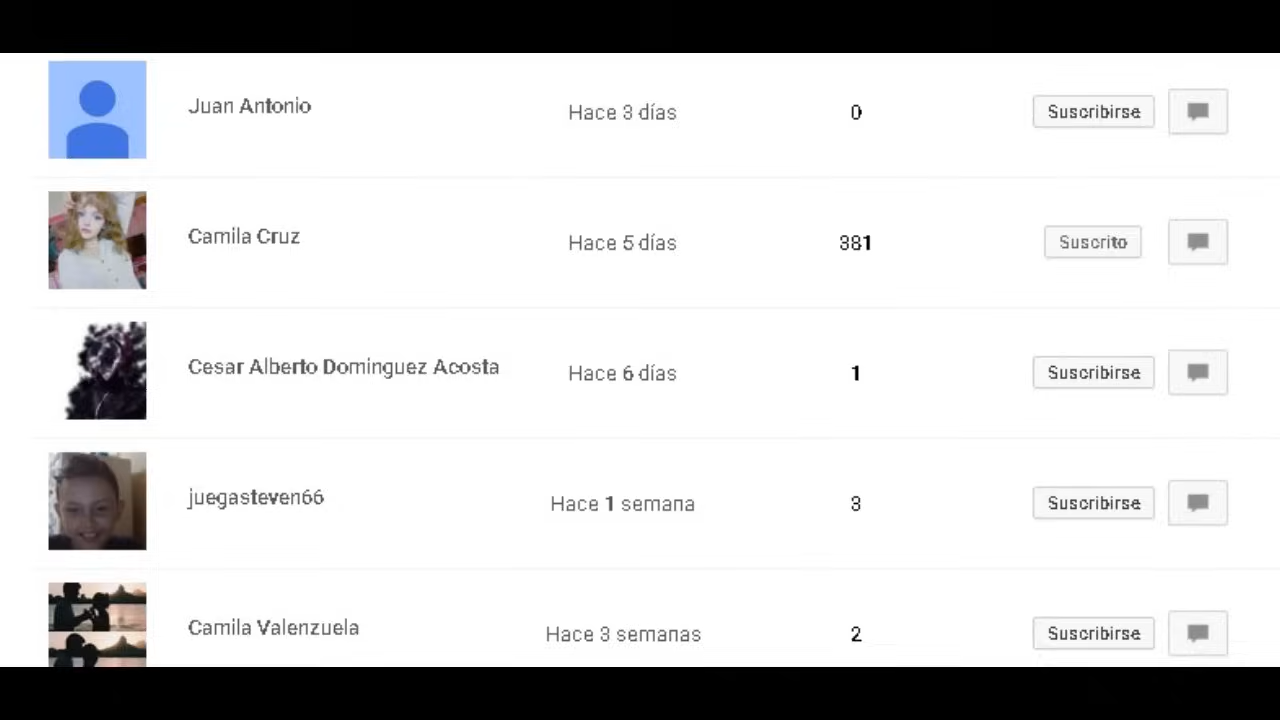 Juan Antonio Hace 3 días 0 Suscribirse
Camila Cruz Hace 5 días 381 Suscrito
Cesar Alberto Dominguez Acosta Hace 6 días 1 Suscribirse
juegasteven66 Hace 1 semana 3 Suscribirse
Camila Valenzuela Hace 3 semanas 2 Suscribirse